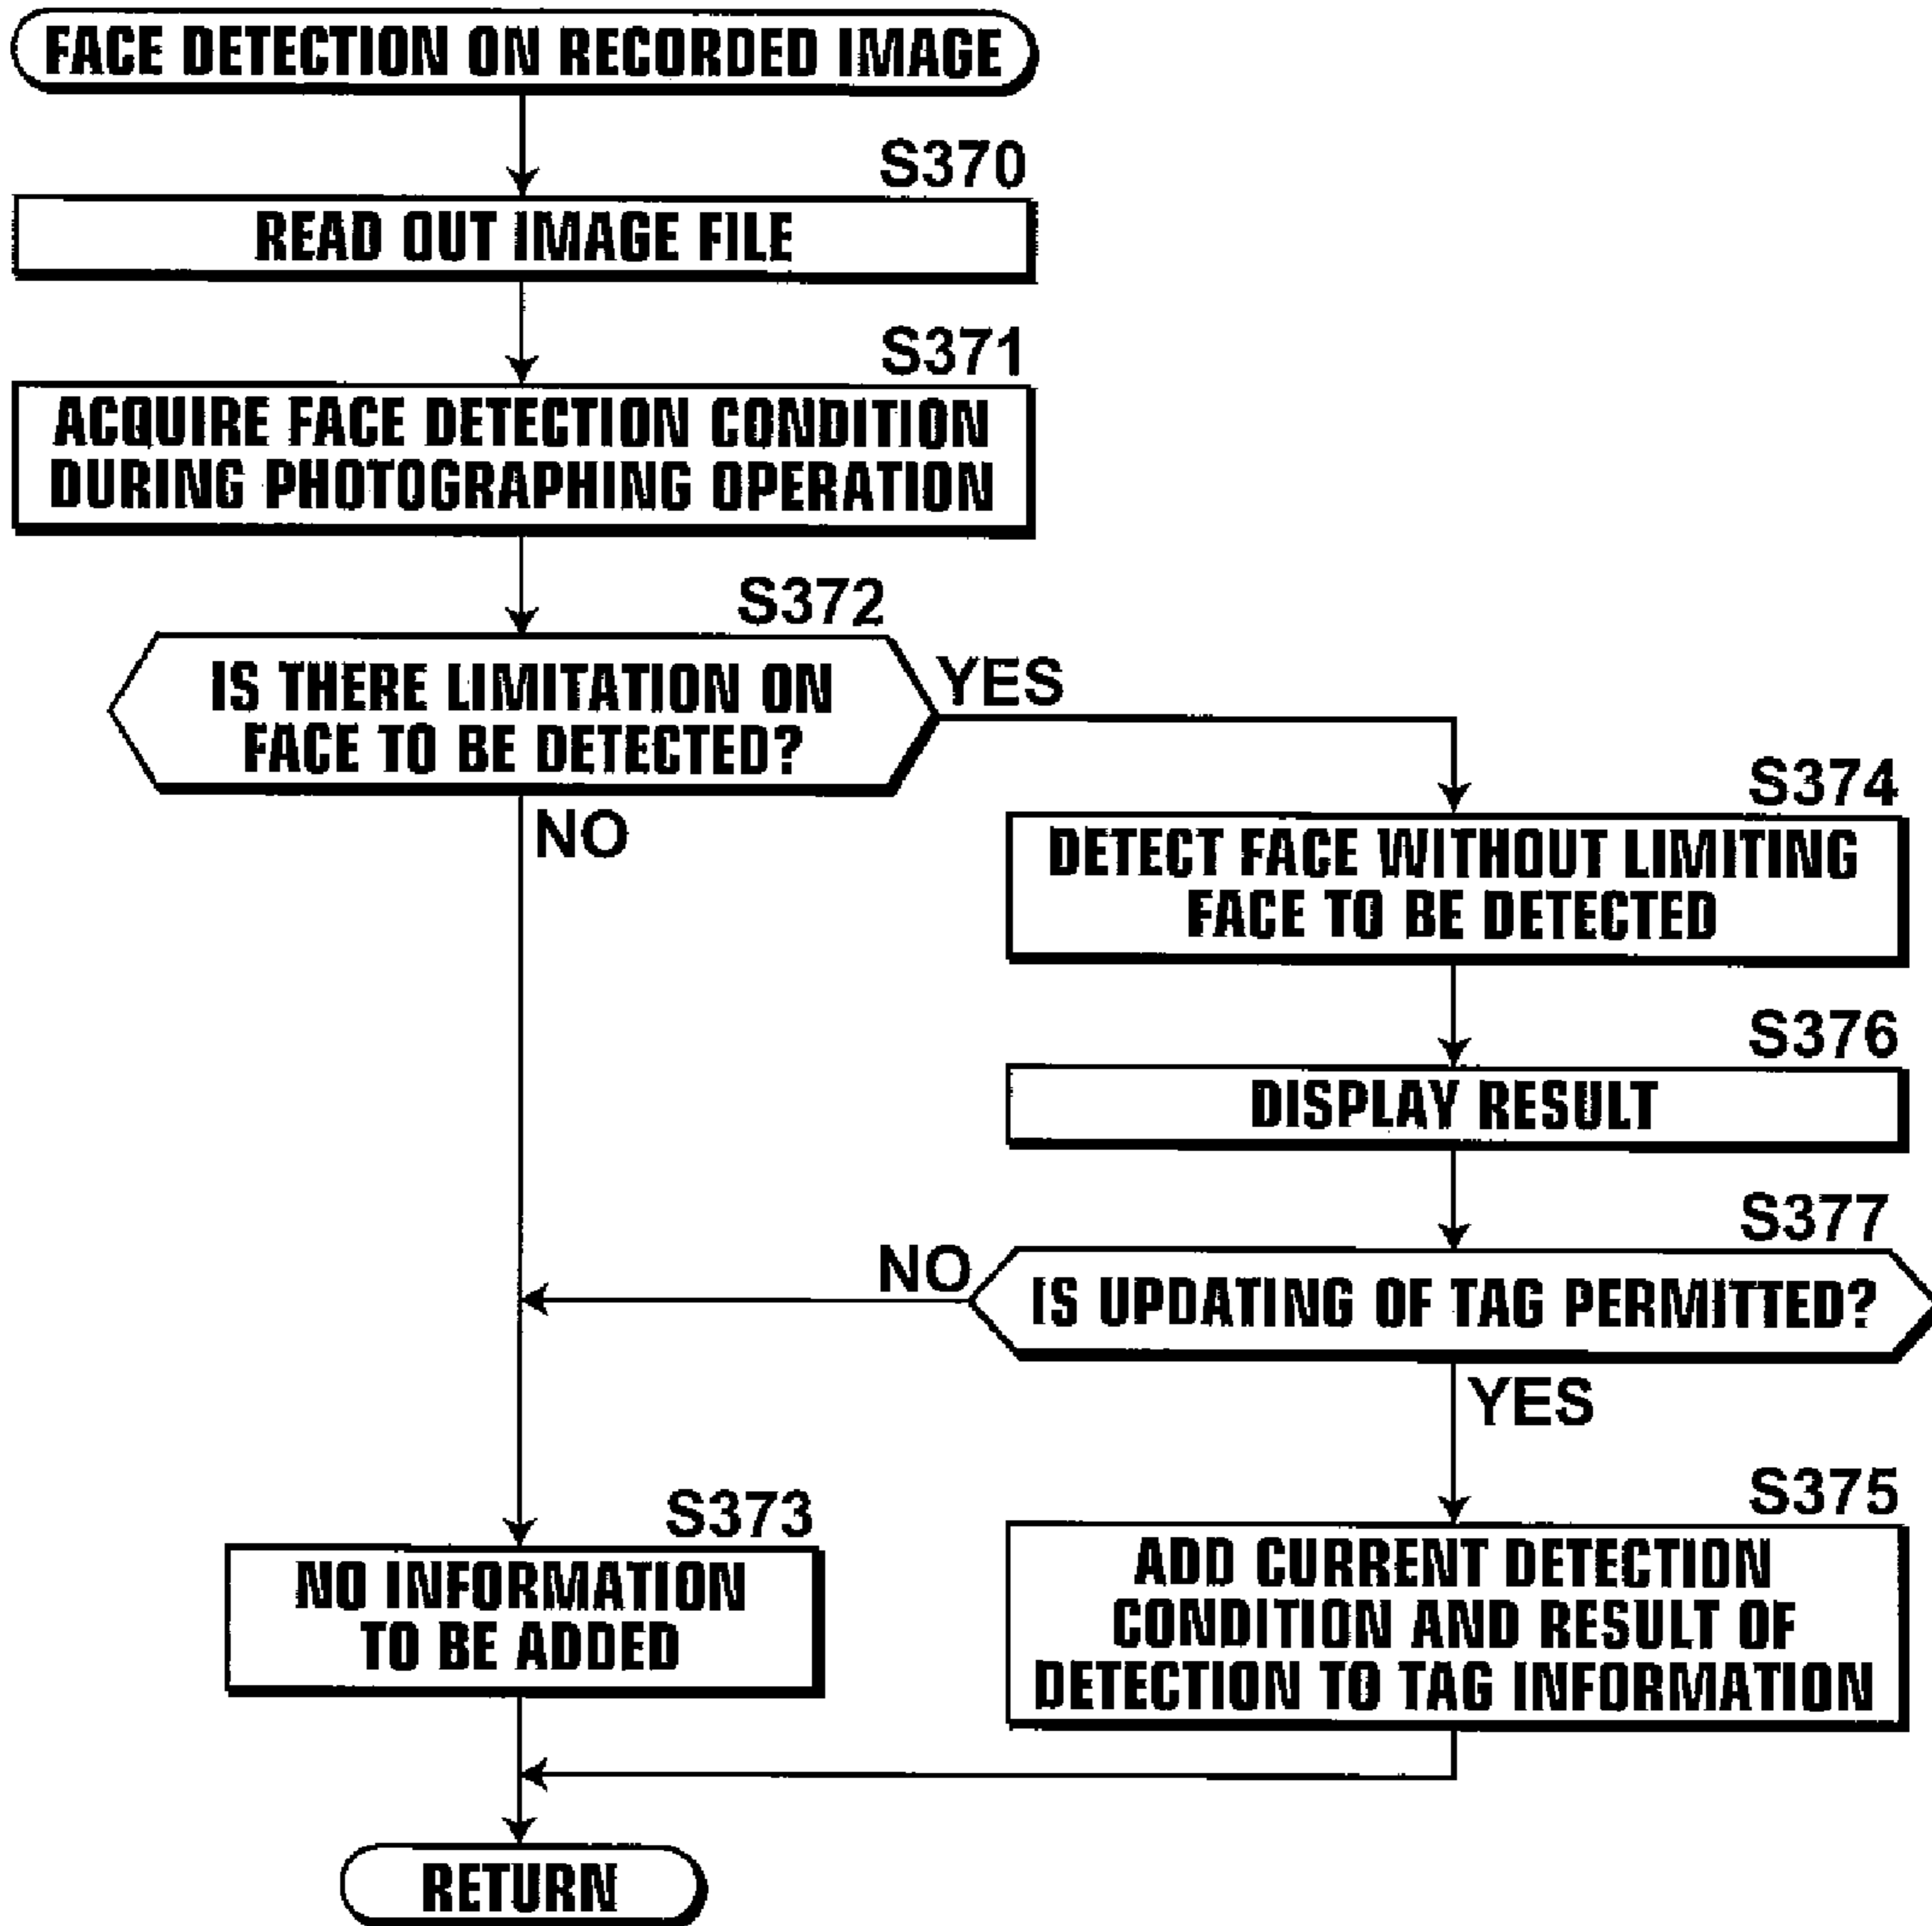 FACE DETECTION ON RECORDED IMAGE
S370
READ OUT IMAGE FILE
S371
ACQUIRE FACE DETECTION CONDITION
DURING PHOTOGRAPHING OPERATION
S372
IS THERE LIMITATION ON
FACE TO BE DETECTED?
YES
NO
S374
DETECT FACE WITHOUT LIMITING
FACE TO BE DETECTED
S376
DISPLAY RESULT
S377
NO
IS UPDATING OF TAG PERMITTED?
YES
S373
NO INFORMATION
TO BE ADDED
S375
ADD CURRENT DETECTION
CONDITION AND RESULT OF
DETECTION TO TAG INFORMATION
RETURN